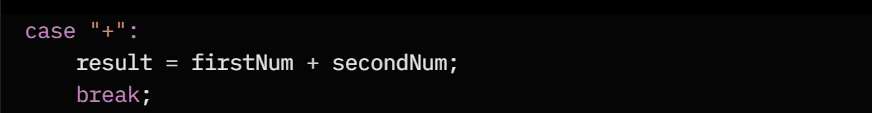 case "+":
    result = firstNum + secondNum;
    break;